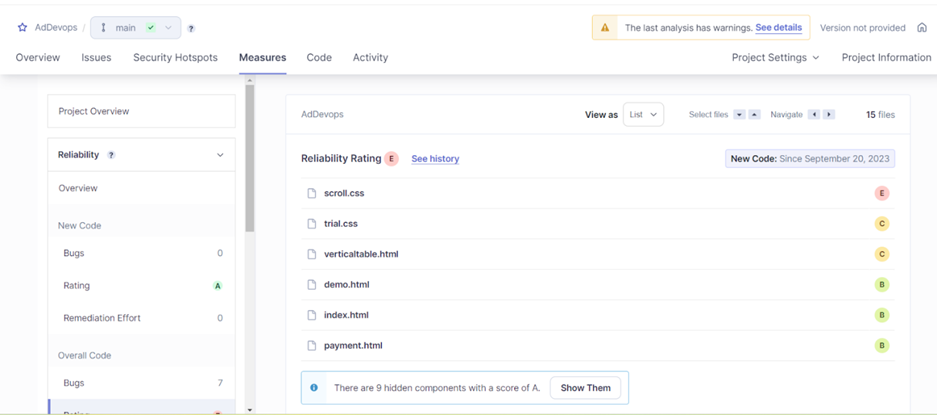 AdDevops / main ?
The last analysis has warnings. See details Version not provided
Overview Issues Security Hotspots Measures Code Activity Project Settings Project Information
Project Overview
Reliability ?
Overview
New Code
Bugs 0
Rating A
Remediation Effort 0
Overall Code
Bugs 7
AdDevops View as List Select files Navigate 15 files
Reliability Rating E See history New Code: Since September 20, 2023
scroll.css E
trial.css C
verticaltable.html C
demo.html B
index.html B
payment.html B
There are 9 hidden components with a score of A. Show Them